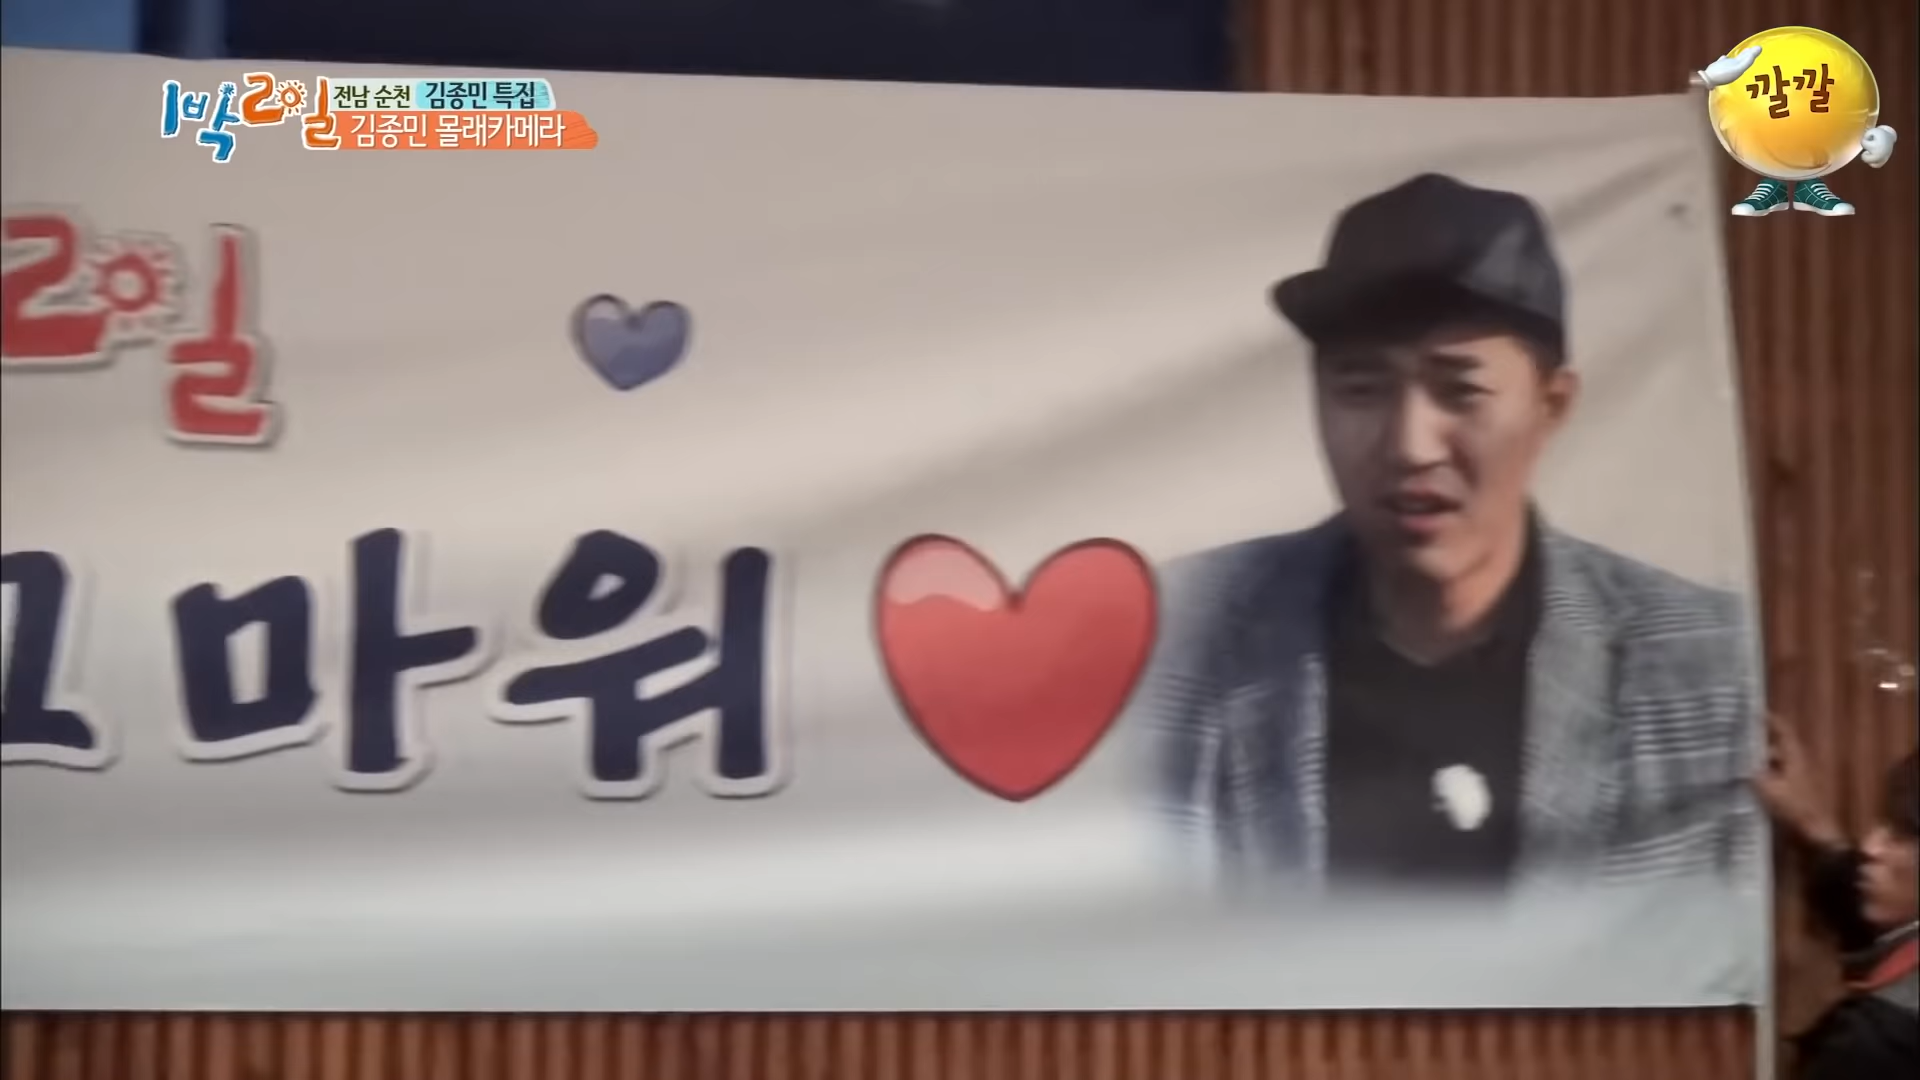 1박2일 전남 순천 김종민 특집
김종민 몰래카메라
깔깔
2일
마워